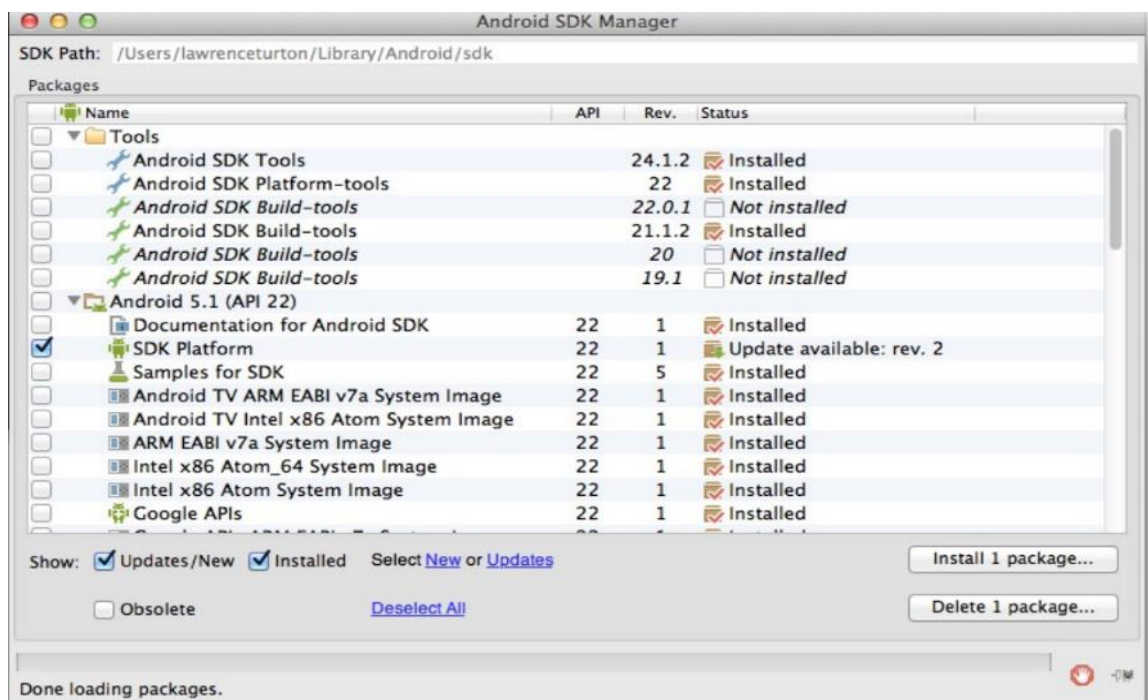 Android SDK Manager
SDK Path: /Users/lawrenceturton/Library/Android/sdk
Packages
Name API Rev. Status
Tools
Android SDK Tools 24.1.2 Installed
Android SDK Platform-tools 22 Installed
Android SDK Build-tools 22.0.1 Not installed
Android SDK Build-tools 21.1.2 Installed
Android SDK Build-tools 20 Not installed
Android SDK Build-tools 19.1 Not installed
Android 5.1 (API 22)
Documentation for Android SDK 22 1 Installed
SDK Platform 22 1 Update available: rev. 2
Samples for SDK 22 5 Installed
Android TV ARM EABI v7a System Image 22 1 Installed
Android TV Intel x86 Atom System Image 22 1 Installed
ARM EABI v7a System Image 22 1 Installed
Intel x86 Atom_64 System Image 22 1 Installed
Intel x86 Atom System Image 22 1 Installed
Google APIs 22 1 Installed
Show: Updates/New Installed Select New or Updates Install 1 package...
Obsolete Deselect All Delete 1 package...
Done loading packages.